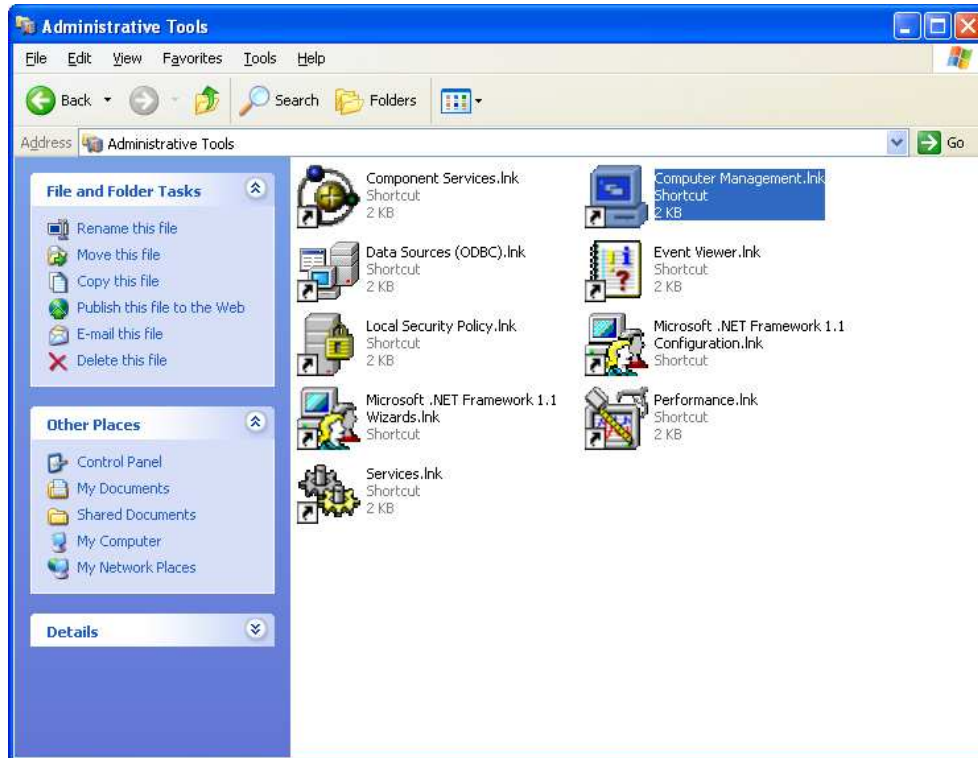 Administrative Tools
File Edit View Favorites Tools Help
Back Search Folders
Address Administrative Tools Go
File and Folder Tasks
Rename this file
Move this file
Copy this file
Publish this file to the Web
E-mail this file
Delete this file
Other Places
Control Panel
My Documents
Shared Documents
My Computer
My Network Places
Details
Component Services.lnk
Shortcut
2 KB
Computer Management.lnk
Shortcut
2 KB
Data Sources (ODBC).lnk
Shortcut
2 KB
Event Viewer.lnk
Shortcut
2 KB
Local Security Policy.lnk
Shortcut
2 KB
Microsoft .NET Framework 1.1
Configuration.lnk
Shortcut
Microsoft .NET Framework 1.1
Wizards.lnk
Shortcut
Performance.lnk
Shortcut
2 KB
Services.lnk
Shortcut
2 KB